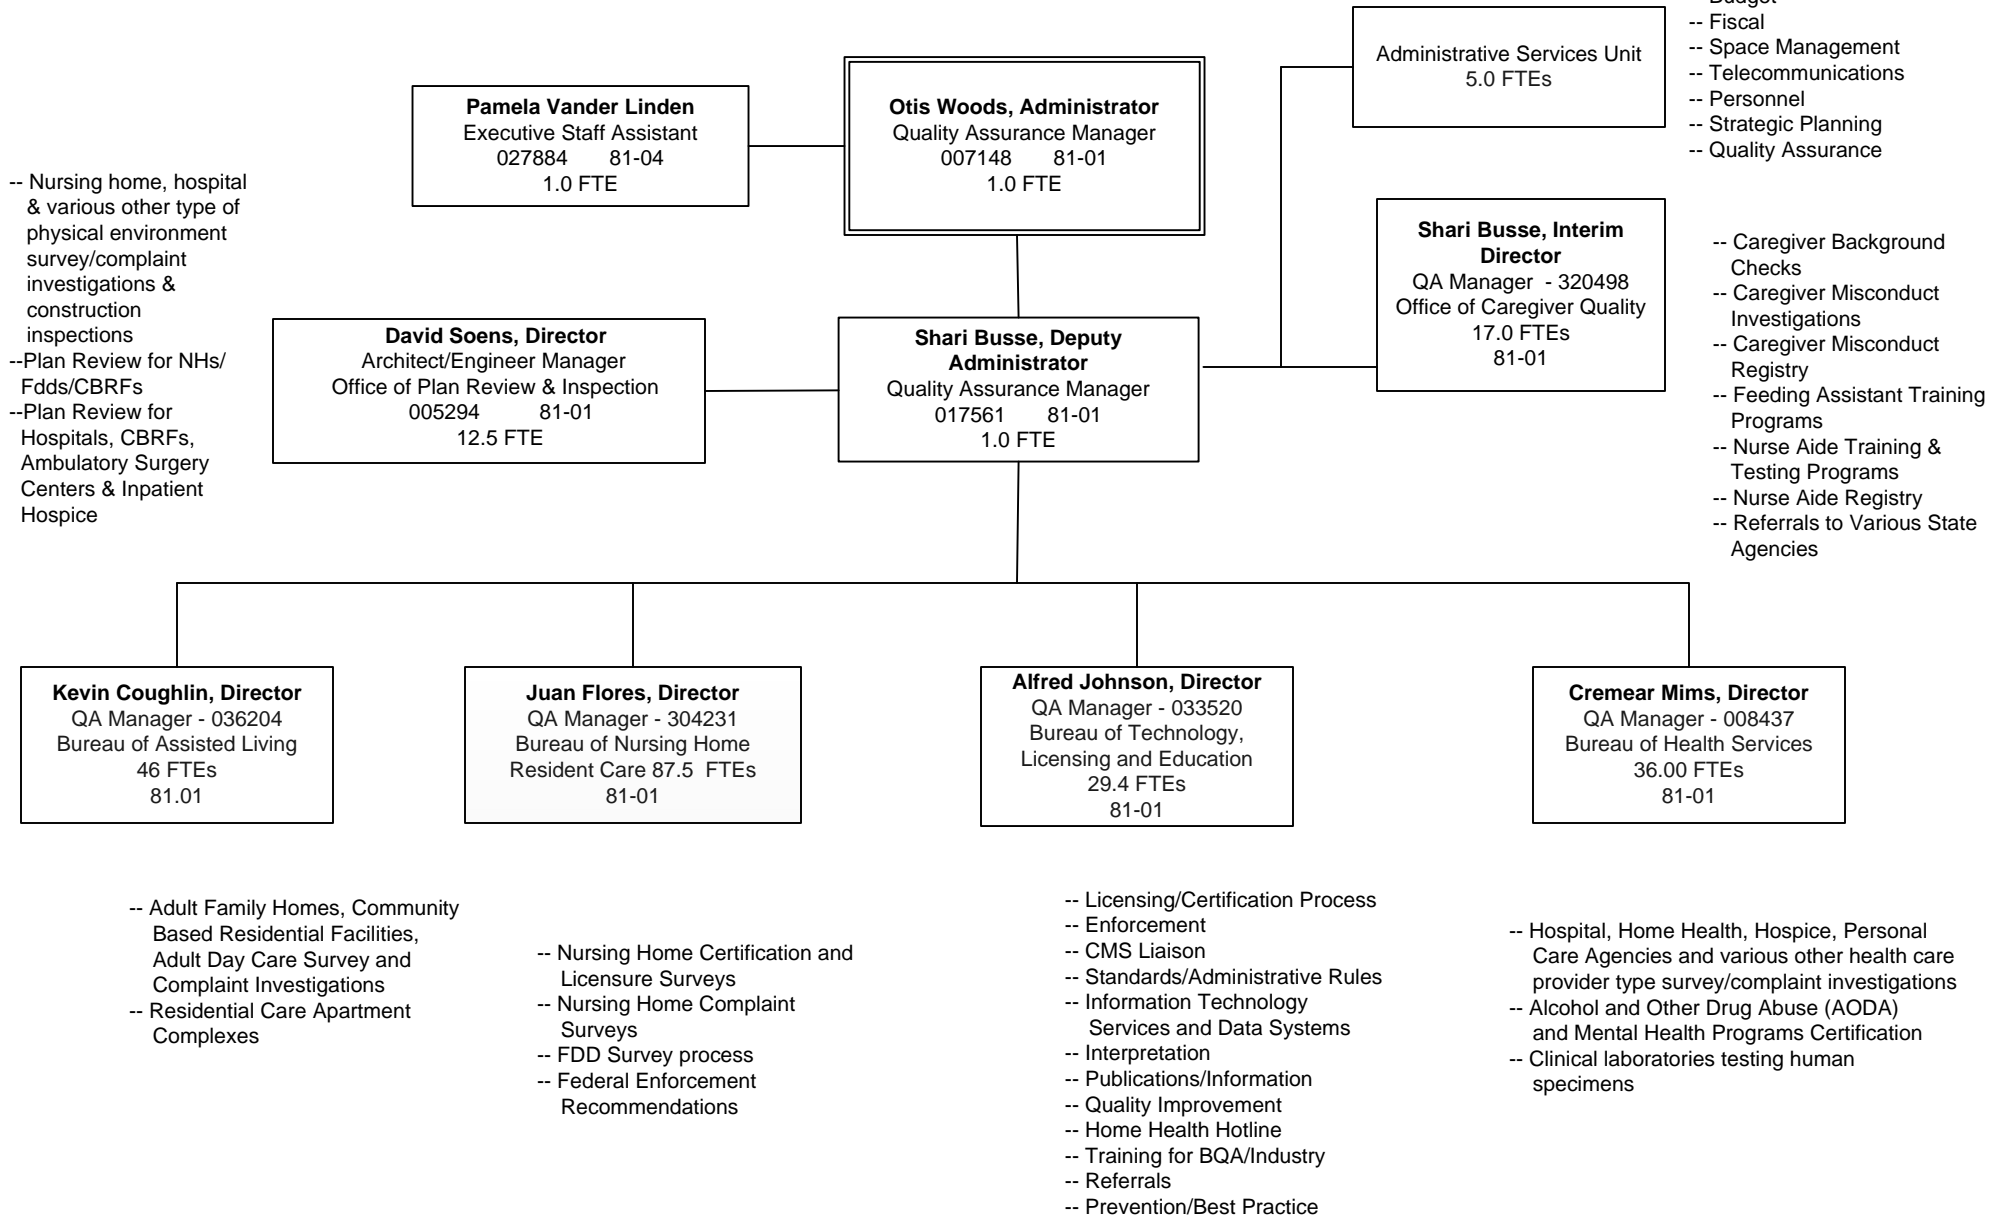 Budget
-- Fiscal
-- Space Management
-- Telecommunications
-- Personnel
-- Strategic Planning
-- Quality Assurance
Administrative Services Unit
5.0 FTEs
Pamela Vander Linden
Executive Staff Assistant
027884 81-04
1.0 FTE
Otis Woods, Administrator
Quality Assurance Manager
007148 81-01
1.0 FTE
-- Nursing home, hospital
& various other type of
physical environment
survey/complaint
investigations &
construction
inspections
--Plan Review for NHs/
Fdds/CBRFs
--Plan Review for
Hospitals, CBRFs,
Ambulatory Surgery
Centers & Inpatient
Hospice
David Soens, Director
Architect/Engineer Manager
Office of Plan Review & Inspection
005294 81-01
12.5 FTE
Shari Busse, Deputy
Administrator
Quality Assurance Manager
017561 81-01
1.0 FTE
Shari Busse, Interim
Director
QA Manager - 320498
Office of Caregiver Quality
17.0 FTEs
81-01
-- Caregiver Background
Checks
-- Caregiver Misconduct
Investigations
-- Caregiver Misconduct
Registry
-- Feeding Assistant Training
Programs
-- Nurse Aide Training &
Testing Programs
-- Nurse Aide Registry
-- Referrals to Various State
Agencies
Kevin Coughlin, Director
QA Manager - 036204
Bureau of Assisted Living
46 FTEs
81.01
Juan Flores, Director
QA Manager - 304231
Bureau of Nursing Home
Resident Care 87.5 FTEs
81-01
Alfred Johnson, Director
QA Manager - 033520
Bureau of Technology,
Licensing and Education
29.4 FTEs
81-01
Cremear Mims, Director
QA Manager - 008437
Bureau of Health Services
36.00 FTEs
81-01
-- Adult Family Homes, Community
Based Residential Facilities,
Adult Day Care Survey and
Complaint Investigations
-- Residential Care Apartment
Complexes
-- Nursing Home Certification and
Licensure Surveys
-- Nursing Home Complaint
Surveys
-- FDD Survey process
-- Federal Enforcement
Recommendations
-- Licensing/Certification Process
-- Enforcement
-- CMS Liaison
-- Standards/Administrative Rules
-- Information Technology
Services and Data Systems
-- Interpretation
-- Publications/Information
-- Quality Improvement
-- Home Health Hotline
-- Training for BQA/Industry
-- Referrals
-- Prevention/Best Practice
-- Hospital, Home Health, Hospice, Personal
Care Agencies and various other health care
provider type survey/complaint investigations
-- Alcohol and Other Drug Abuse (AODA)
and Mental Health Programs Certification
-- Clinical laboratories testing human
specimens